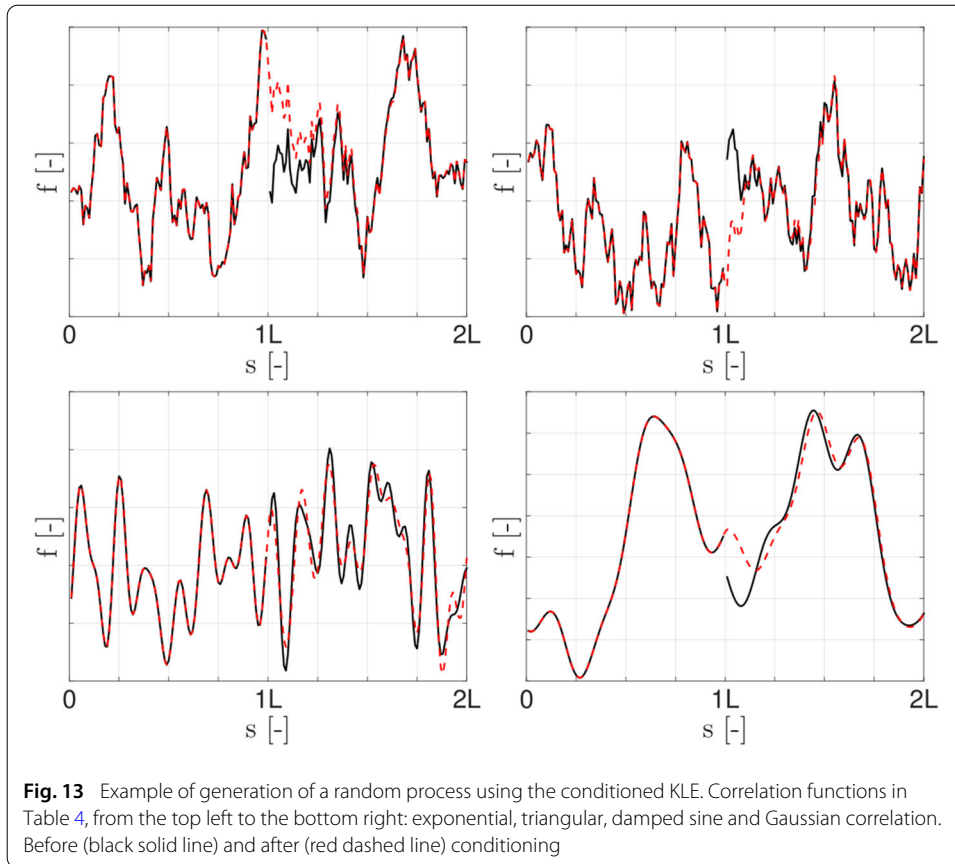 f [-]
0 1L 2L
s [-]
f [-]
0 1L 2L
s [-]
f [-]
0 1L 2L
s [-]
f [-]
0 1L 2L
s [-]
Fig. 13 Example of generation of a random process using the conditioned KLE. Correlation functions in
Table 4, from the top left to the bottom right: exponential, triangular, damped sine and Gaussian correlation.
Before (black solid line) and after (red dashed line) conditioning